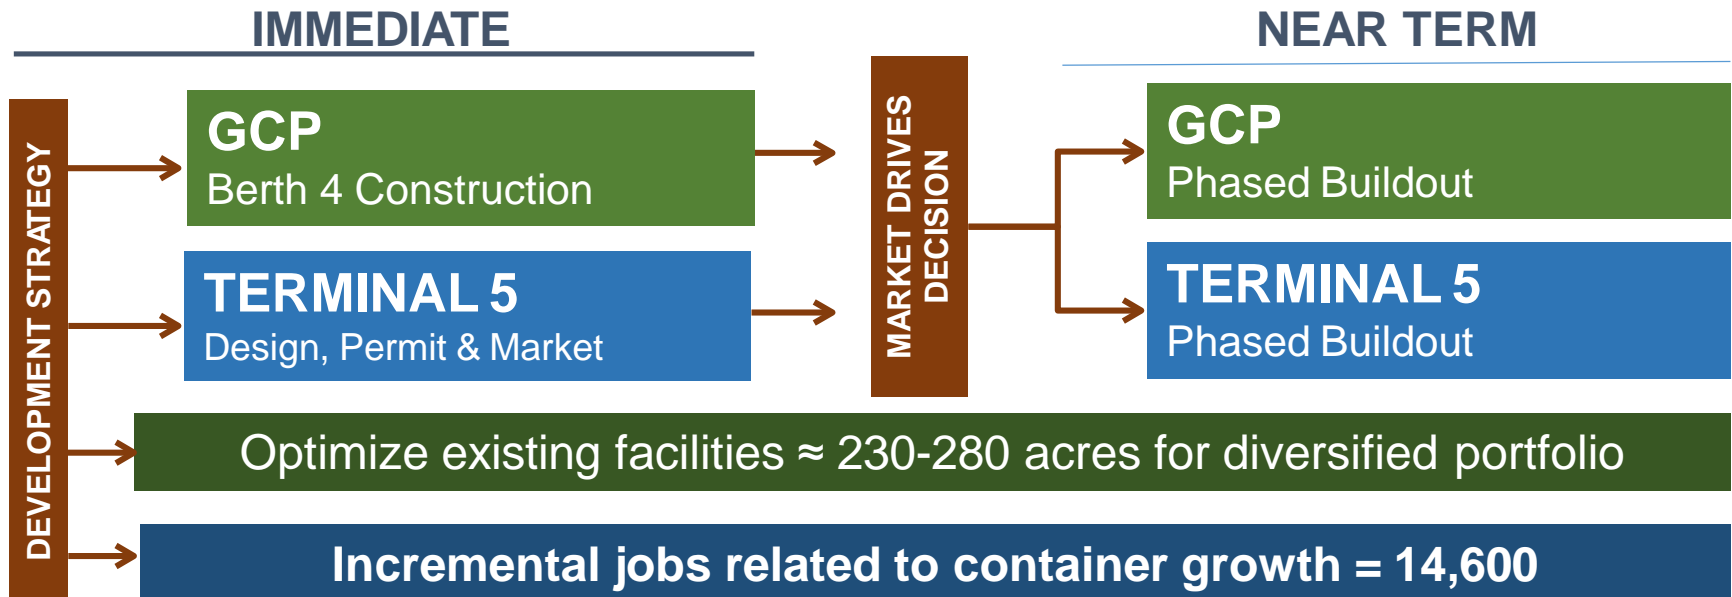 IMMEDIATE
NEAR TERM
DEVELOPMENT STRATEGY
GCP
Berth 4 Construction
TERMINAL 5
Design, Permit & Market
MARKET DRIVES
DECISION
GCP
Phased Buildout
TERMINAL 5
Phased Buildout
Optimize existing facilities ≈ 230-280 acres for diversified portfolio
Incremental jobs related to container growth = 14,600